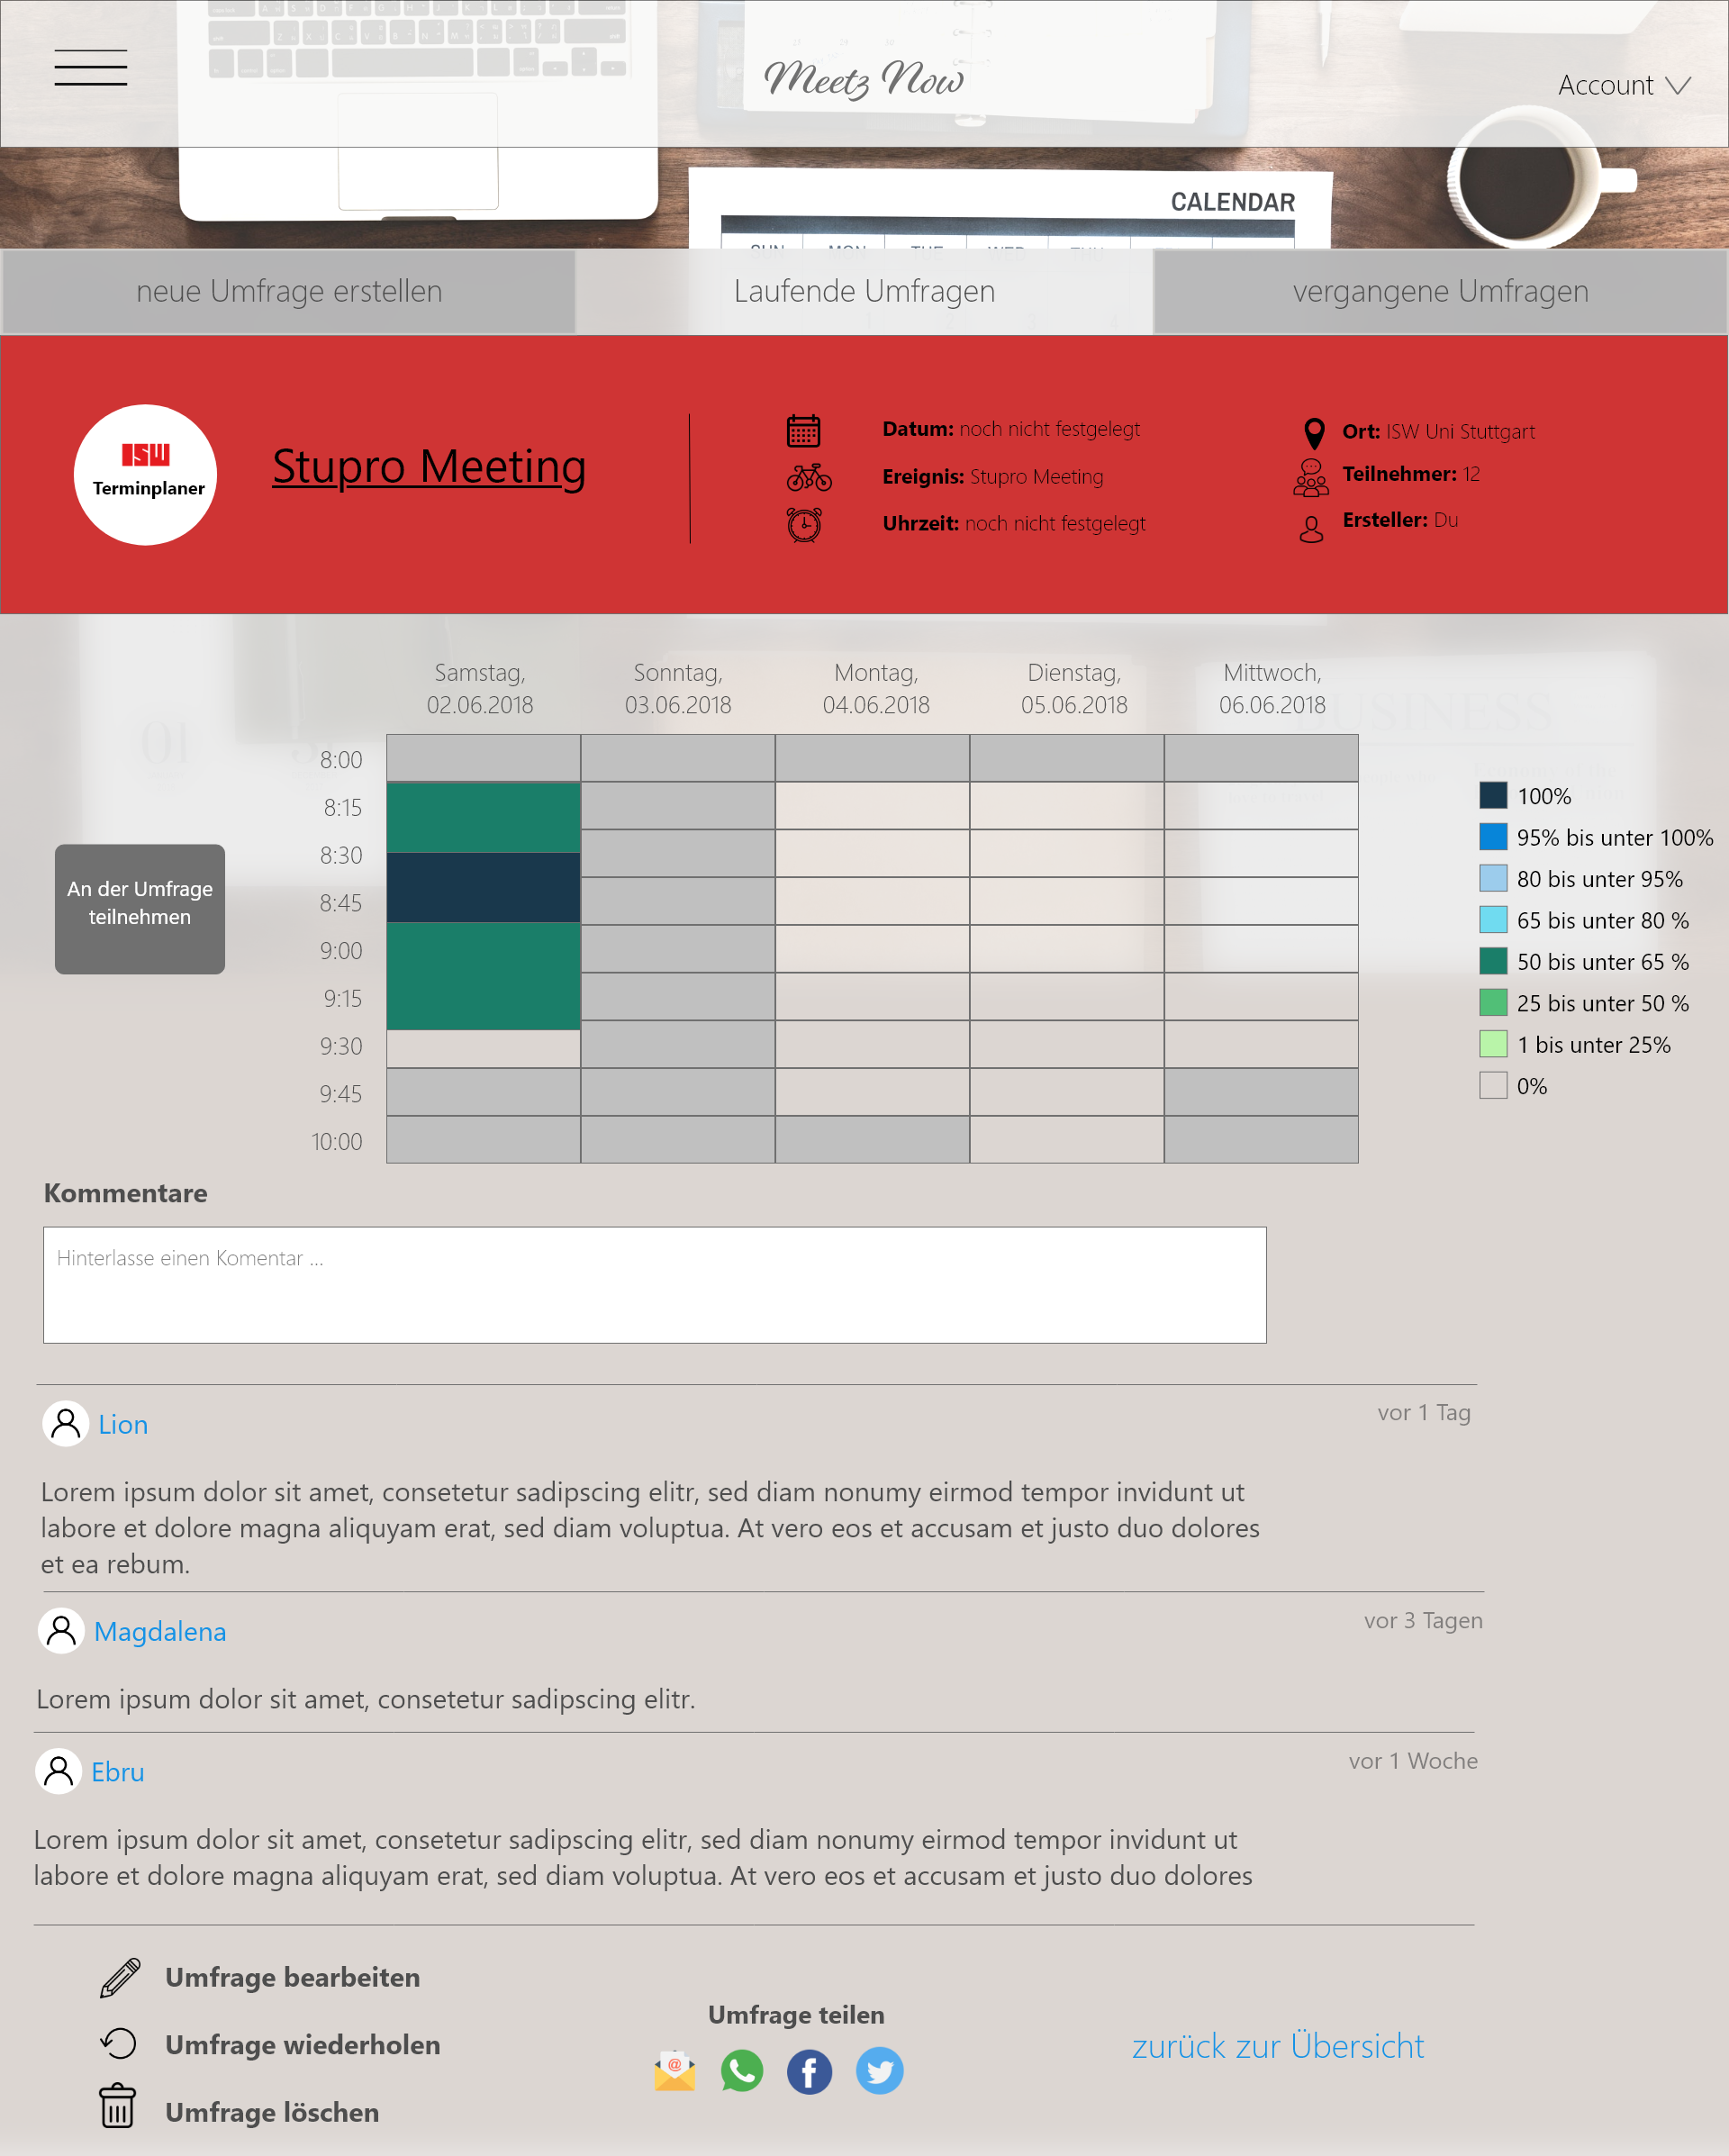 Meetz Now
Account
CALENDAR
SUN MON TUE WED THU
neue Umfrage erstellen
Laufende Umfragen
vergangene Umfragen
ISW
Terminplaner
Stupro Meeting
Datum: noch nicht festgelegt
Ereignis: Stupro Meeting
Uhrzeit: noch nicht festgelegt
Ort: ISW Uni Stuttgart
Teilnehmer: 12
Ersteller: Du
Samstag,
02.06.2018
Sonntag,
03.06.2018
Montag,
04.06.2018
Dienstag,
05.06.2018
Mittwoch,
06.06.2018
BUSINESS
01
8:00
8:15
8:30
8:45
9:00
9:15
9:30
9:45
10:00
An der Umfrage
teilnehmen
100%
95% bis unter 100%
80 bis unter 95%
65 bis unter 80 %
50 bis unter 65 %
25 bis unter 50 %
1 bis unter 25%
0%
Kommentare
Hinterlasse einen Komentar ...
Lion
vor 1 Tag
Lorem ipsum dolor sit amet, consetetur sadipscing elitr, sed diam nonumy eirmod tempor invidunt ut
labore et dolore magna aliquyam erat, sed diam voluptua. At vero eos et accusam et justo duo dolores
et ea rebum.
Magdalena
vor 3 Tagen
Lorem ipsum dolor sit amet, consetetur sadipscing elitr.
Ebru
vor 1 Woche
Lorem ipsum dolor sit amet, consetetur sadipscing elitr, sed diam nonumy eirmod tempor invidunt ut
labore et dolore magna aliquyam erat, sed diam voluptua. At vero eos et accusam et justo duo dolores
Umfrage bearbeiten
Umfrage wiederholen
Umfrage löschen
Umfrage teilen
zurück zur Übersicht